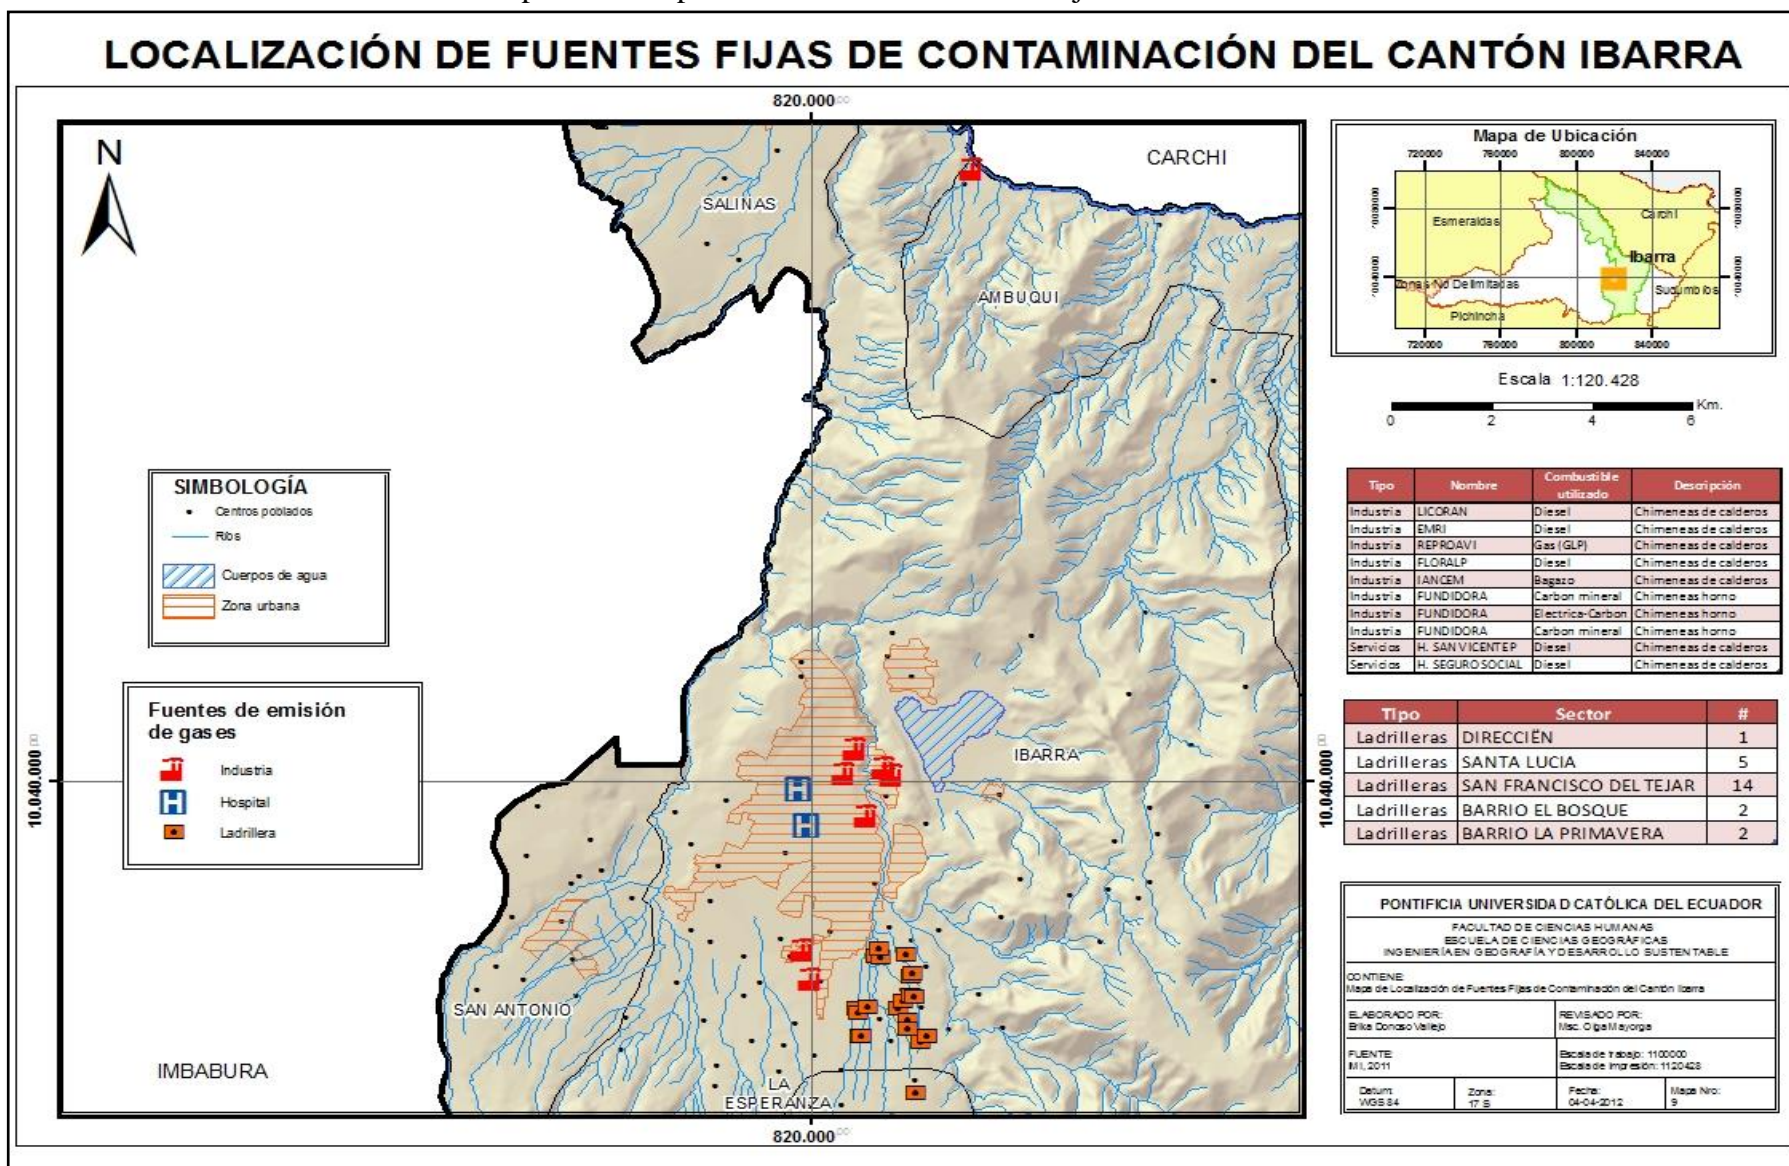 LOCALIZACIÓN DE FUENTES FIJAS DE CONTAMINACIÓN DEL CANTÓN IBARRA
820.000
N
CARCHI
SALINAS
AMBUQUI
SIMBOLOGÍA
Centros poblados
Ríos
Cuerpos de agua
Zona urbana
Fuentes de emisión
de gases
Industria
Hospital
Ladrillera
10.040.000
IBARRA
10.040.000
SAN ANTONIO
IMBABURA
LA
ESPERANZA
820.000
Mapa de Ubicación
720000 760000 800000 840000
Esmeraldas
Carchi
Ibarra
Zonas No Delimitadas
Sucumbíos
Pichincha
720000 760000 800000 840000
Escala 1:120.428
Km.
0 2 4 6
Tipo Nombre Combustible utilizado Descripción
Industria LICORAN Diesel Chimeneas de calderos
Industria EMRI Diesel Chimeneas de calderos
Industria REPROAVI Gas (GLP) Chimeneas de calderos
Industria FLORALP Diesel Chimeneas de calderos
Industria IANCEM Bagazo Chimeneas de calderos
Industria FUNDIDORA Carbon mineral Chimeneas horno
Industria FUNDIDORA Electrica-Carbon Chimeneas horno
Industria FUNDIDORA Carbon mineral Chimeneas horno
Servicios H. SAN VICENTE P Diesel Chimeneas de calderos
Servicios H. SEGURO SOCIAL Diesel Chimeneas de calderos
Tipo Sector #
Ladrilleras DIRECCIËN 1
Ladrilleras SANTA LUCIA 5
Ladrilleras SAN FRANCISCO DEL TEJAR 14
Ladrilleras BARRIO EL BOSQUE 2
Ladrilleras BARRIO LA PRIMAVERA 2
PONTIFICIA UNIVERSIDAD CATÓLICA DEL ECUADOR
FACULTAD DE CIENCIAS HUMANAS
ESCUELA DE CIENCIAS GEOGRÁFICAS
INGENIERÍA EN GEOGRAFÍA Y DESARROLLO SUSTENTABLE
CONTIENE:
Mapa de Localización de Fuentes Fijas de Contaminación del Cantón Ibarra
ELABORADO POR:
Erika Donoso Vallejo
REVISADO POR:
Msc. Olga Mayorga
FUENTE:
IMI, 2011
Escala de trabajo: 1100000
Escala de impresión: 1120428
Datum:
WGS 84
Zona:
17 S
Fecha:
04-04-2012
Mapa Nro:
9